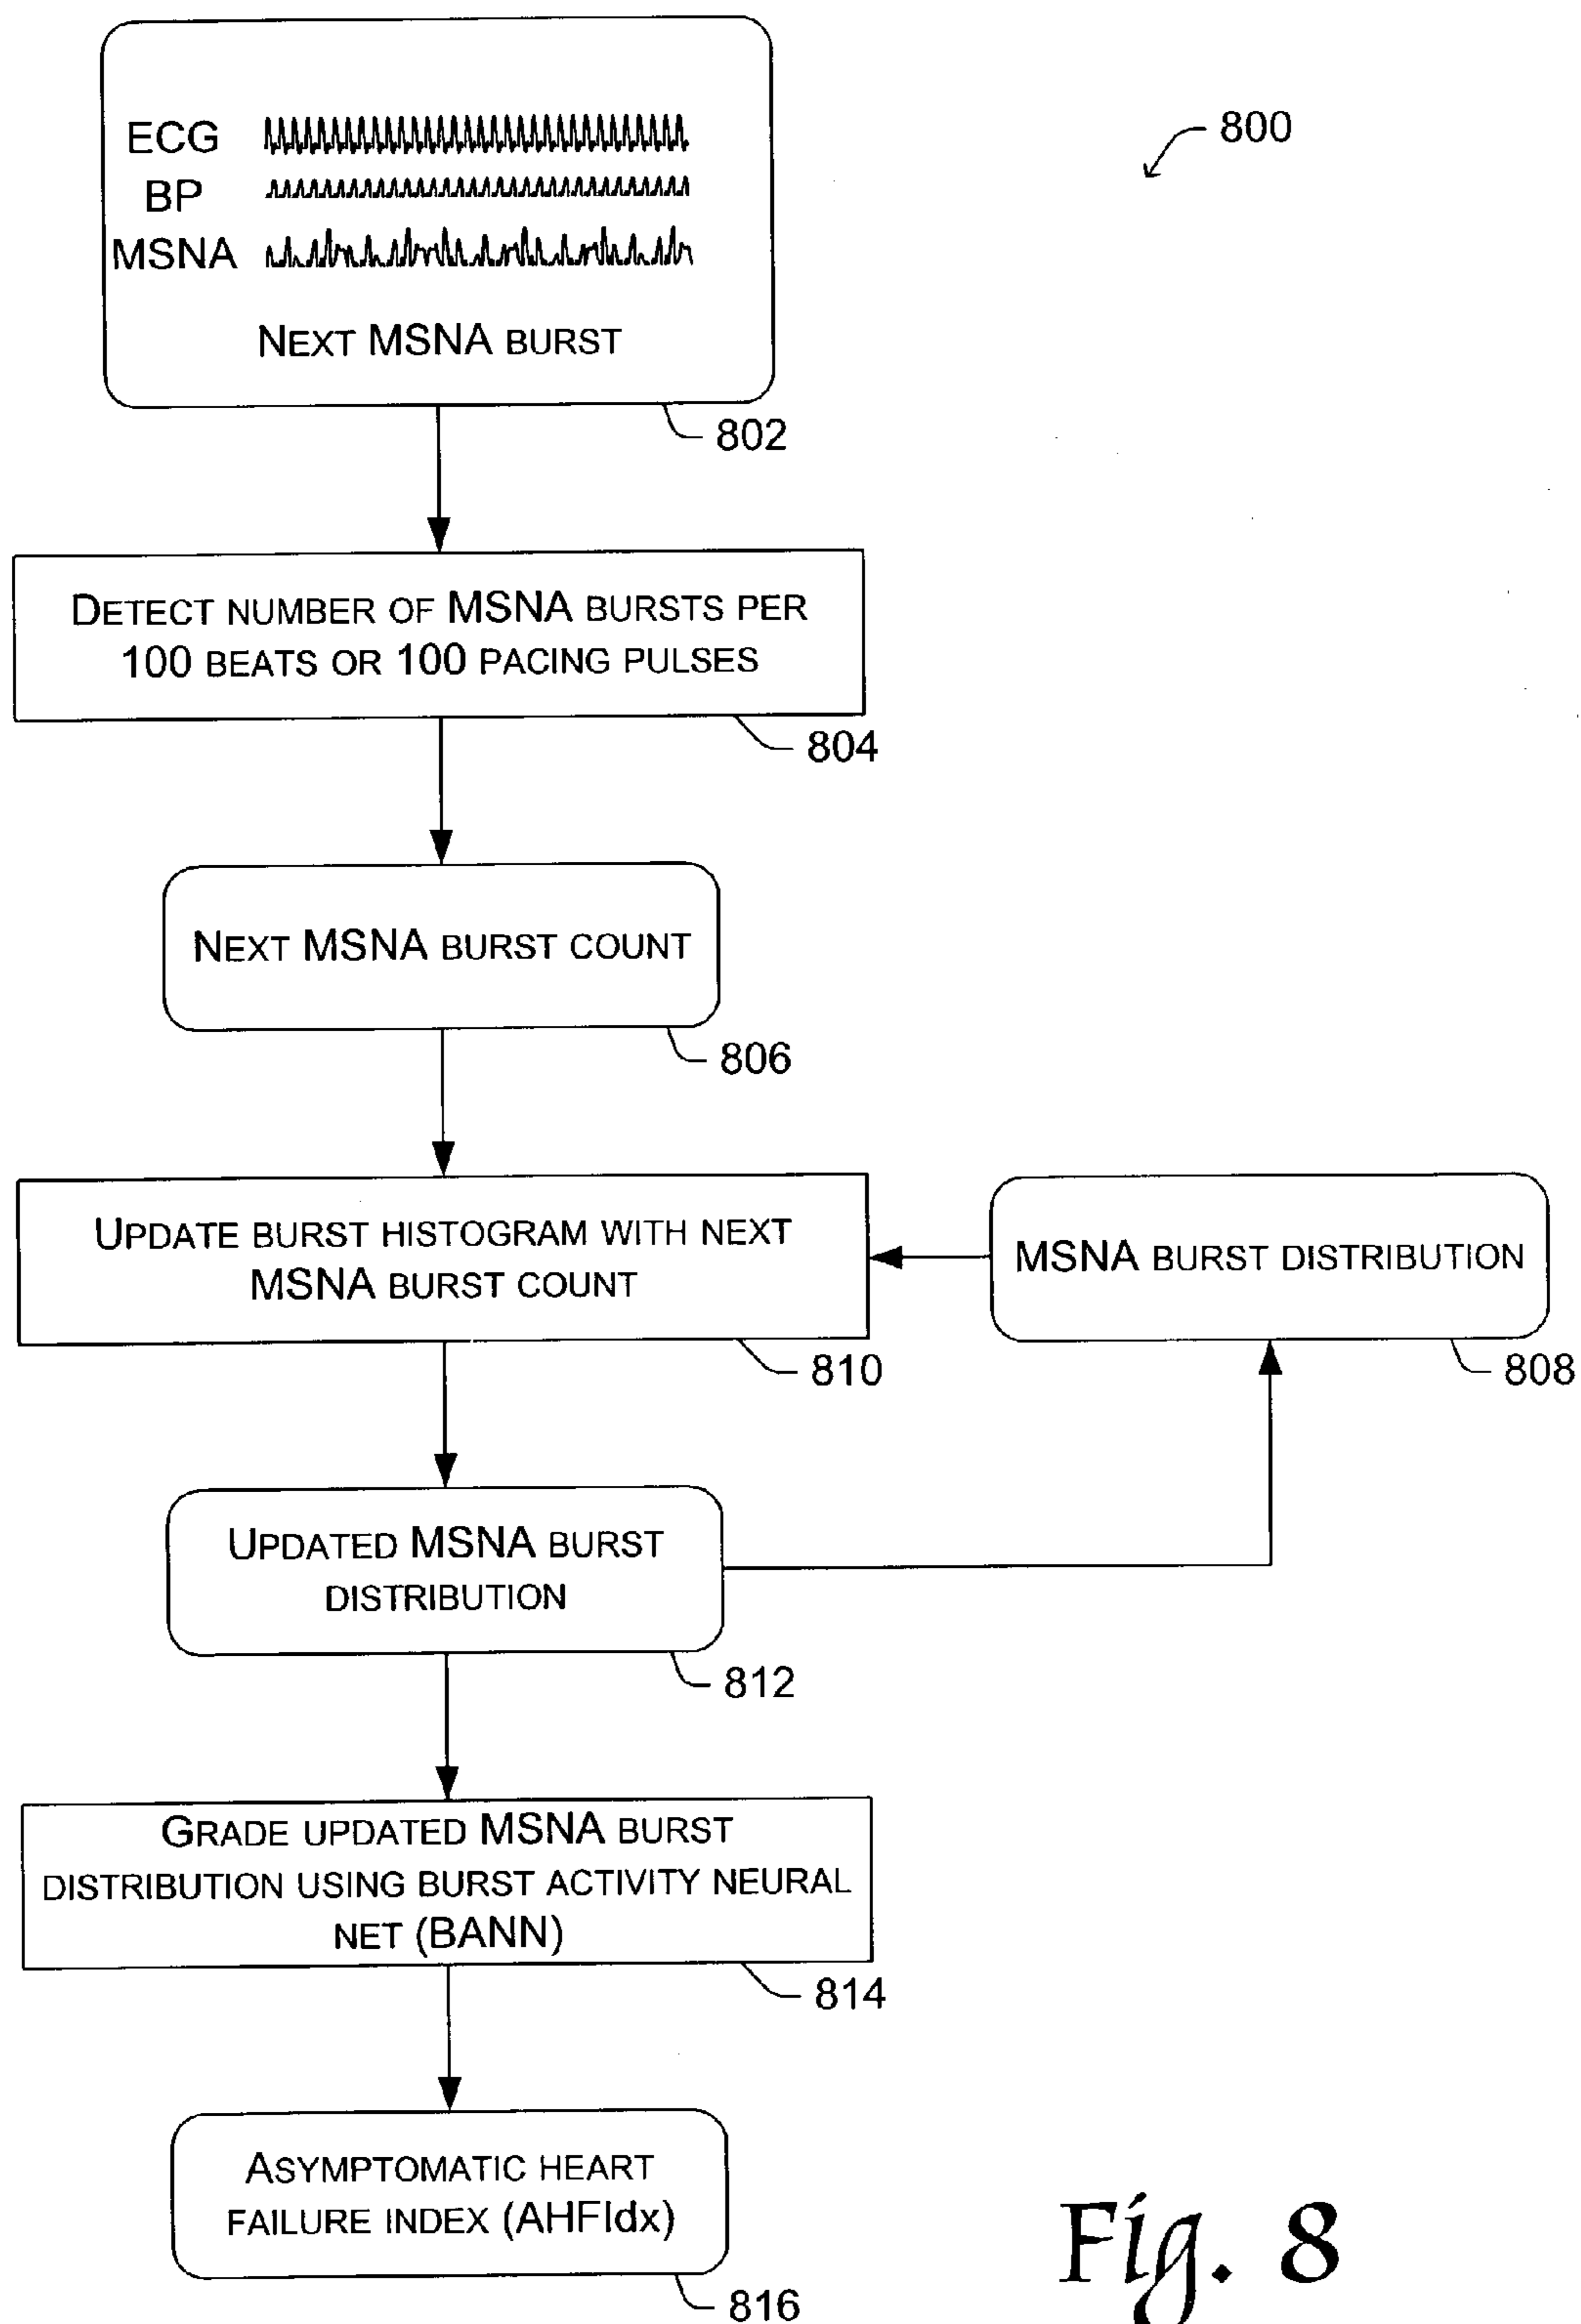 800
ECG
BP
MSNA
NEXT MSNA BURST
802
DETECT NUMBER OF MSNA BURSTS PER
100 BEATS OR 100 PACING PULSES
804
NEXT MSNA BURST COUNT
806
UPDATE BURST HISTOGRAM WITH NEXT
MSNA BURST COUNT
810
MSNA BURST DISTRIBUTION
808
UPDATED MSNA BURST
DISTRIBUTION
812
GRADE UPDATED MSNA BURST
DISTRIBUTION USING BURST ACTIVITY NEURAL
NET (BANN)
814
ASYMPTOMATIC HEART
FAILURE INDEX (AHFIdx)
816
Fig. 8